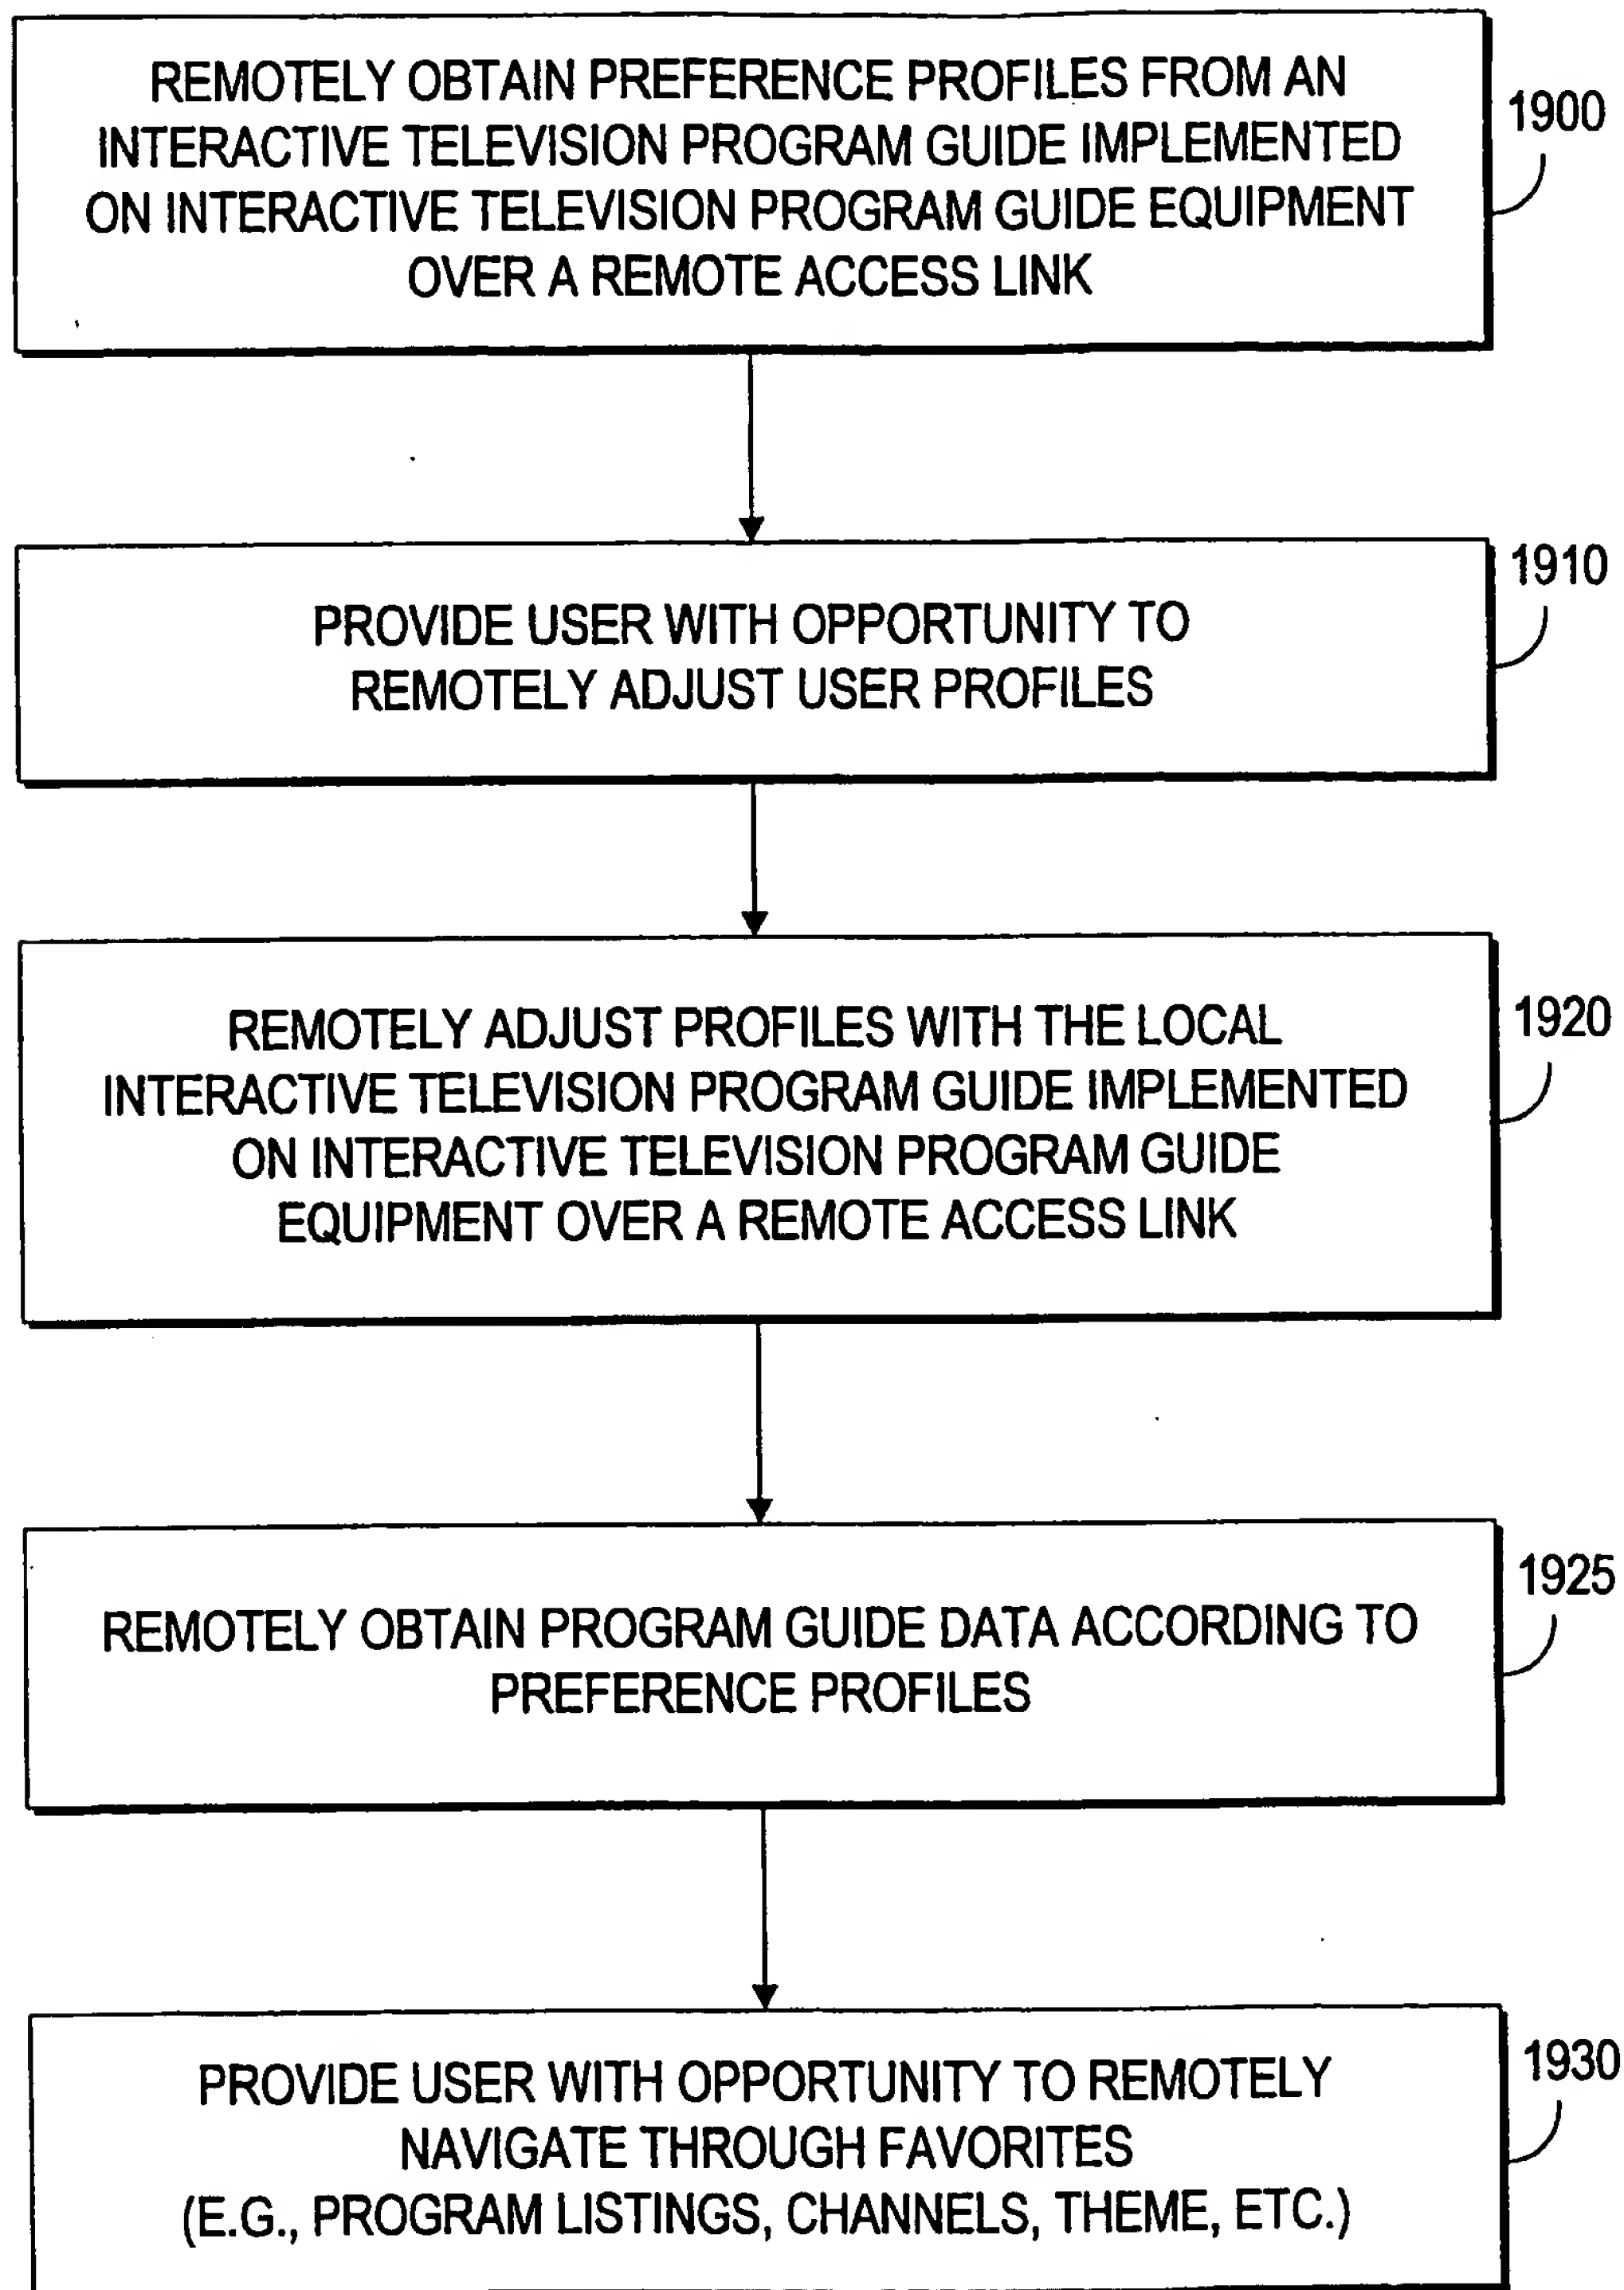 REMOTELY OBTAIN PREFERENCE PROFILES FROM AN
INTERACTIVE TELEVISION PROGRAM GUIDE IMPLEMENTED
ON INTERACTIVE TELEVISION PROGRAM GUIDE EQUIPMENT
OVER A REMOTE ACCESS LINK
1900
PROVIDE USER WITH OPPORTUNITY TO
REMOTELY ADJUST USER PROFILES
1910
REMOTELY ADJUST PROFILES WITH THE LOCAL
INTERACTIVE TELEVISION PROGRAM GUIDE IMPLEMENTED
ON INTERACTIVE TELEVISION PROGRAM GUIDE
EQUIPMENT OVER A REMOTE ACCESS LINK
1920
REMOTELY OBTAIN PROGRAM GUIDE DATA ACCORDING TO
PREFERENCE PROFILES
1925
PROVIDE USER WITH OPPORTUNITY TO REMOTELY
NAVIGATE THROUGH FAVORITES
(E.G., PROGRAM LISTINGS, CHANNELS, THEME, ETC.)
1930